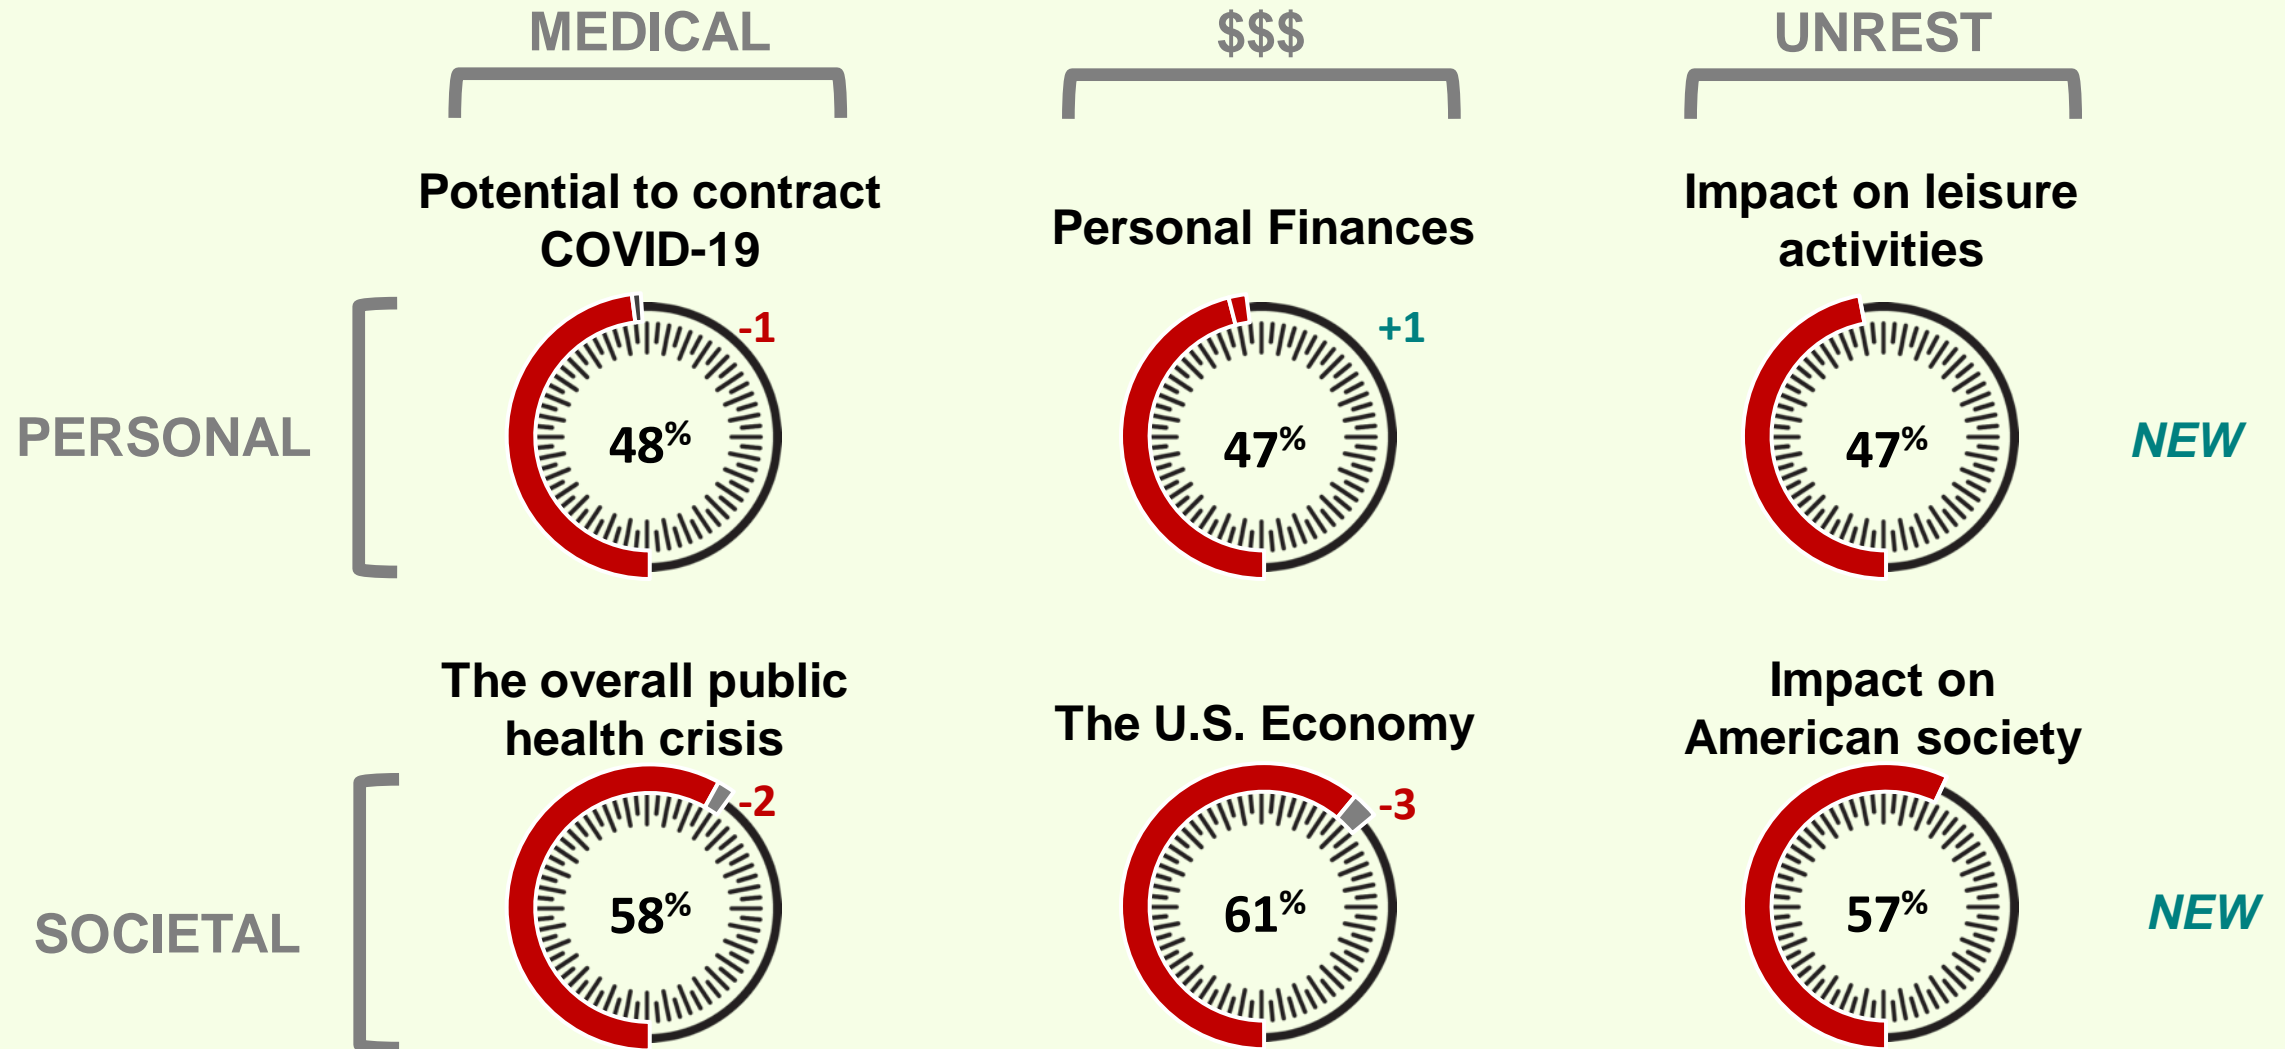 MEDICAL
$$$
UNREST
Potential to contract
COVID-19
Personal Finances
Impact on leisure
activities
PERSONAL
-1
48%
+1
47%
47%
NEW
The overall public
health crisis
The U.S. Economy
Impact on
American society
SOCIETAL
-2
58%
-3
61%
57%
NEW